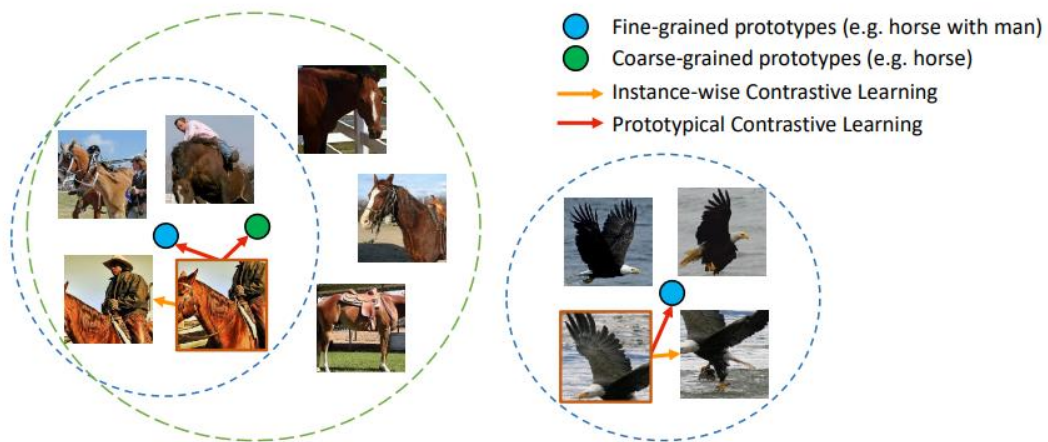 Fine-grained prototypes (e.g. horse with man)
Coarse-grained prototypes (e.g. horse)
Instance-wise Contrastive Learning
Prototypical Contrastive Learning